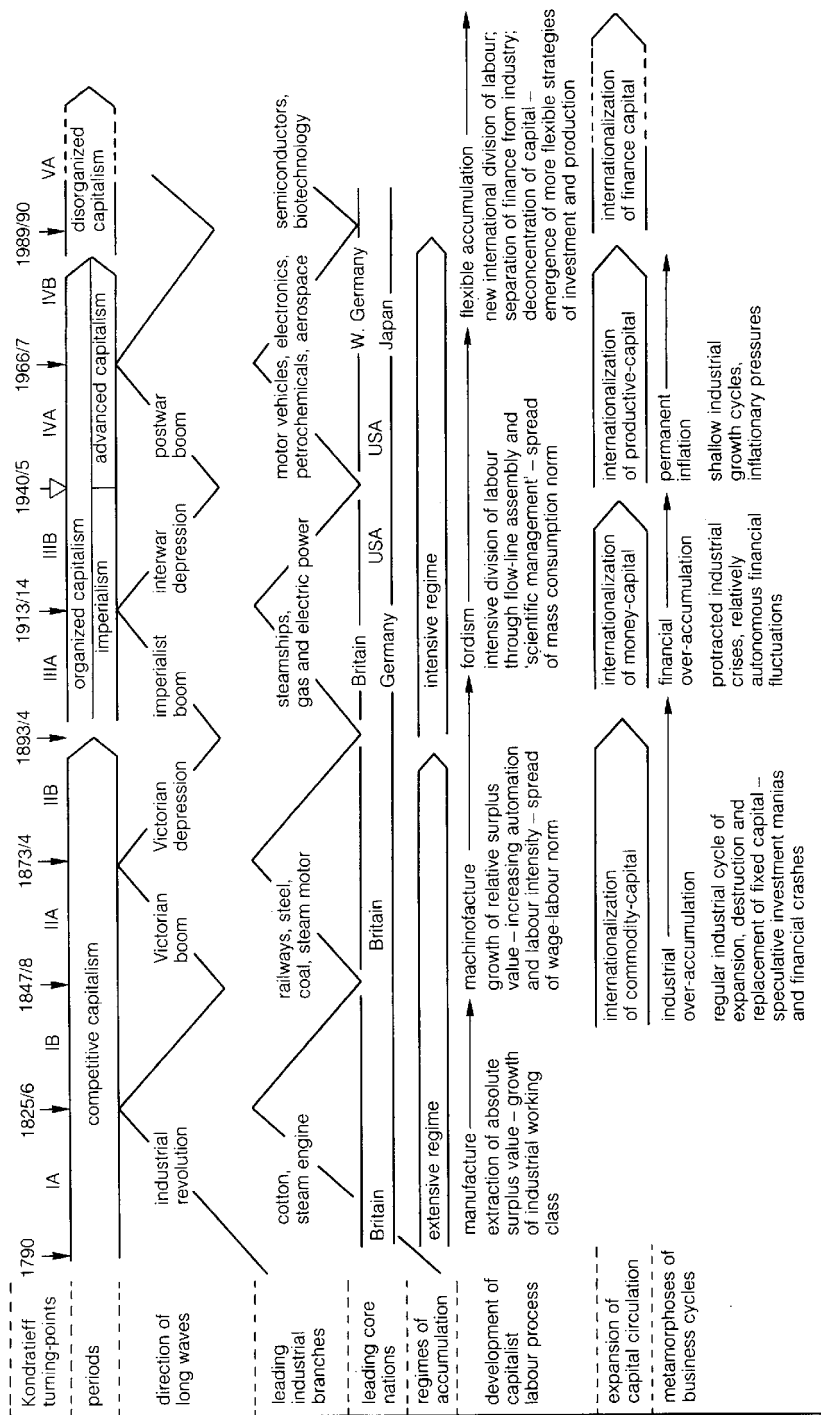 Kondratieff
turning-points
1790
IA
1825/6
IB
1847/8
IIA
1873/4
IIB
1893/4
IIIA
1913/14
IIIB
1940/5
IVA
1966/7
IVB
1989/90
VA
periods
competitive capitalism
organized capitalism
imperialism
advanced capitalism
disorganized
capitalism
direction of
long waves
industrial
revolution
Victorian
boom
Victorian
depression
imperialist
boom
interwar
depression
postwar
boom
leading
industrial
branches
cotton,
steam engine
railways, steel,
coal, steam motor
steamships,
gas and electric power
motor vehicles, electronics,
petrochemicals, aerospace
semiconductors,
biotechnology
leading core
nations
Britain
Britain
Britain
Germany
USA
USA
W. Germany
Japan
regimes of
accumulation
extensive regime
intensive regime
development of
capitalist
labour process
manufacture
extraction of absolute
surplus value – growth
of industrial working
class
machinofacture
growth of relative surplus
value – increasing automation
and labour intensity – spread
of wage-labour norm
fordism
intensive division of labour
through flow-line assembly and
'scientific management' – spread
of mass consumption norm
flexible accumulation
new international division of labour;
separation of finance from industry;
deconcentration of capital –
emergence of more flexible strategies
of investment and production
expansion of
capital circulation
internationalization
of commodity-capital
internationalization
of money-capital
internationalization
of productive-capital
internationalization
of finance capital
metamorphoses of
business cycles
industrial
over-accumulation
regular industrial cycle of
expansion, destruction and
replacement of fixed capital –
speculative investment manias
and financial crashes
financial
over-accumulation
protracted industrial
crises, relatively
autonomous financial
fluctuations
permanent
inflation
shallow industrial
growth cycles,
inflationary pressures